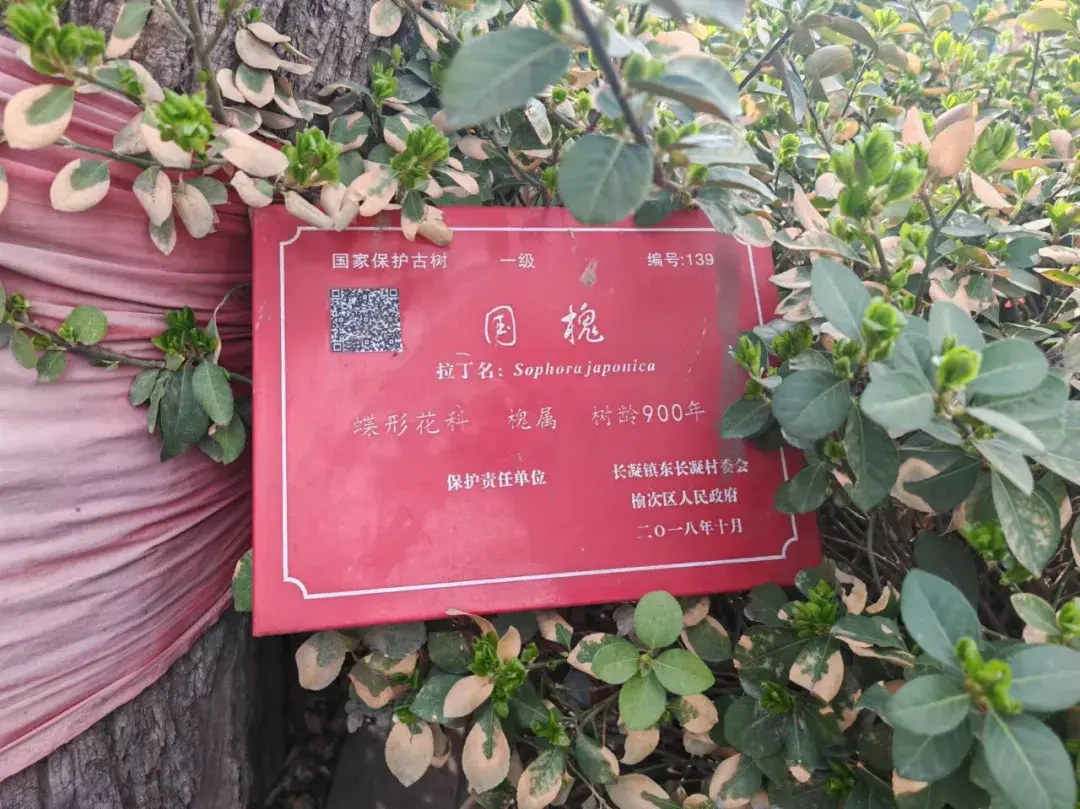 国家保护古树 一级 编号:139
国槐
拉丁名：Sophora japonica
蝶形花科 槐属 树龄900年
保护责任单位 长凝镇东长凝村委会
榆次区人民政府
二〇一八年十月